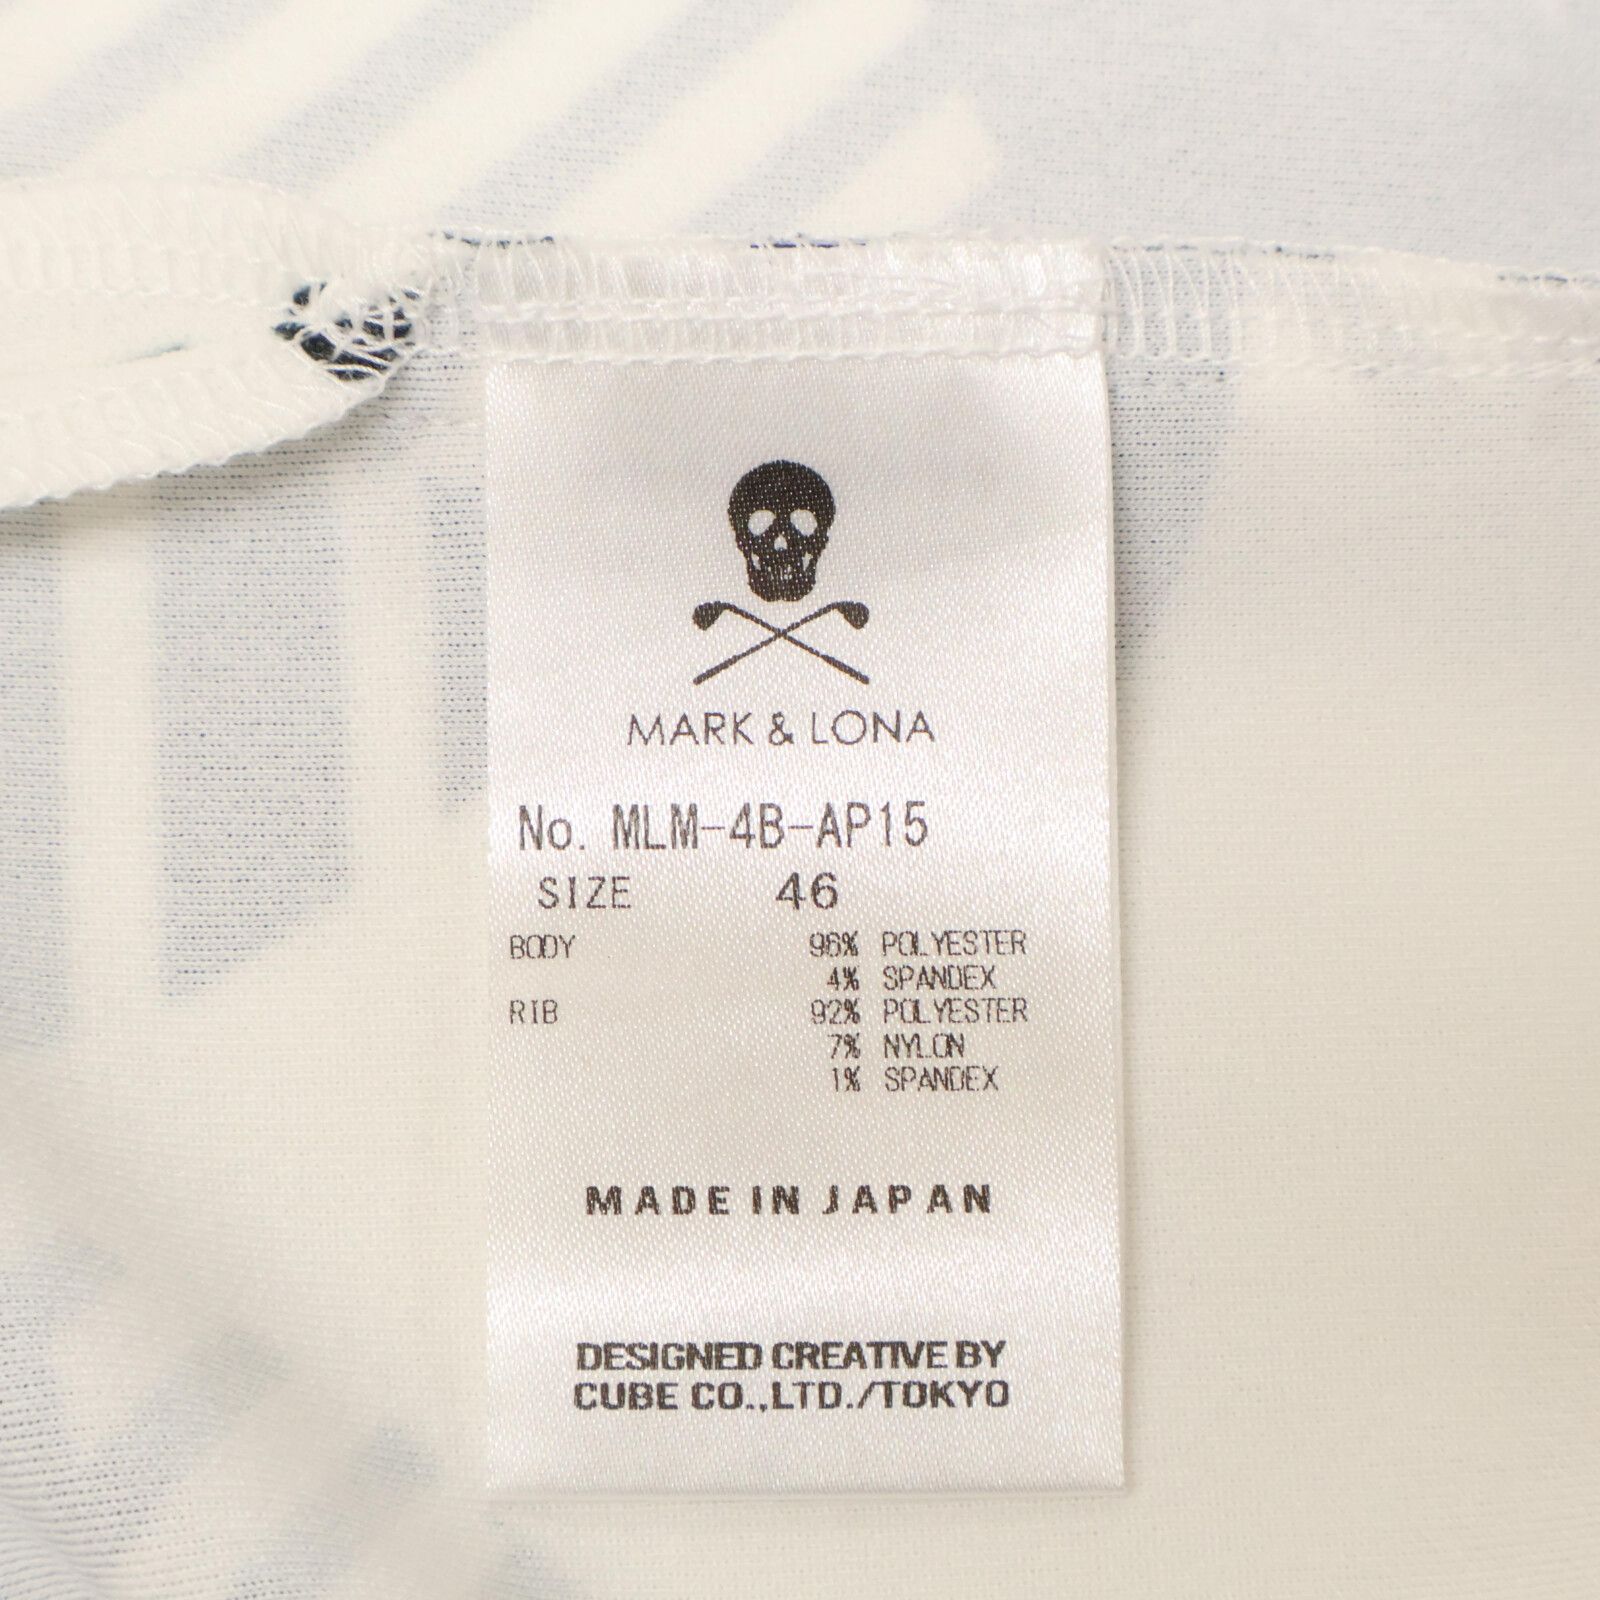 MARK & LONA
No. MLM-4B-AP15
SIZE 46
BODY 96% POLYESTER
4% SPANDEX
RIB 92% POLYESTER
7% NYLON
1% SPANDEX
MADE IN JAPAN
DESIGNED CREATIVE BY
CUBE CO.,LTD./TOKYO